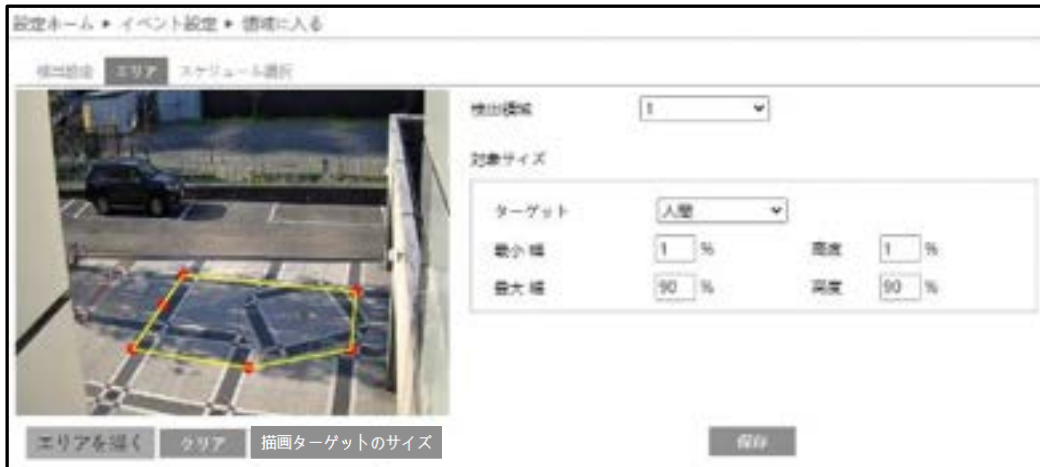 設定ホーム ▸ イベント設定 ▸ 領域に入る
検出設定 エリア スケジュール選択
検出領域 1
対象サイズ
ターゲット 人間
最小 幅 1 % 高度 1 %
最大 幅 90 % 高度 90 %
エリアを描く クリア 描画ターゲットのサイズ 保存